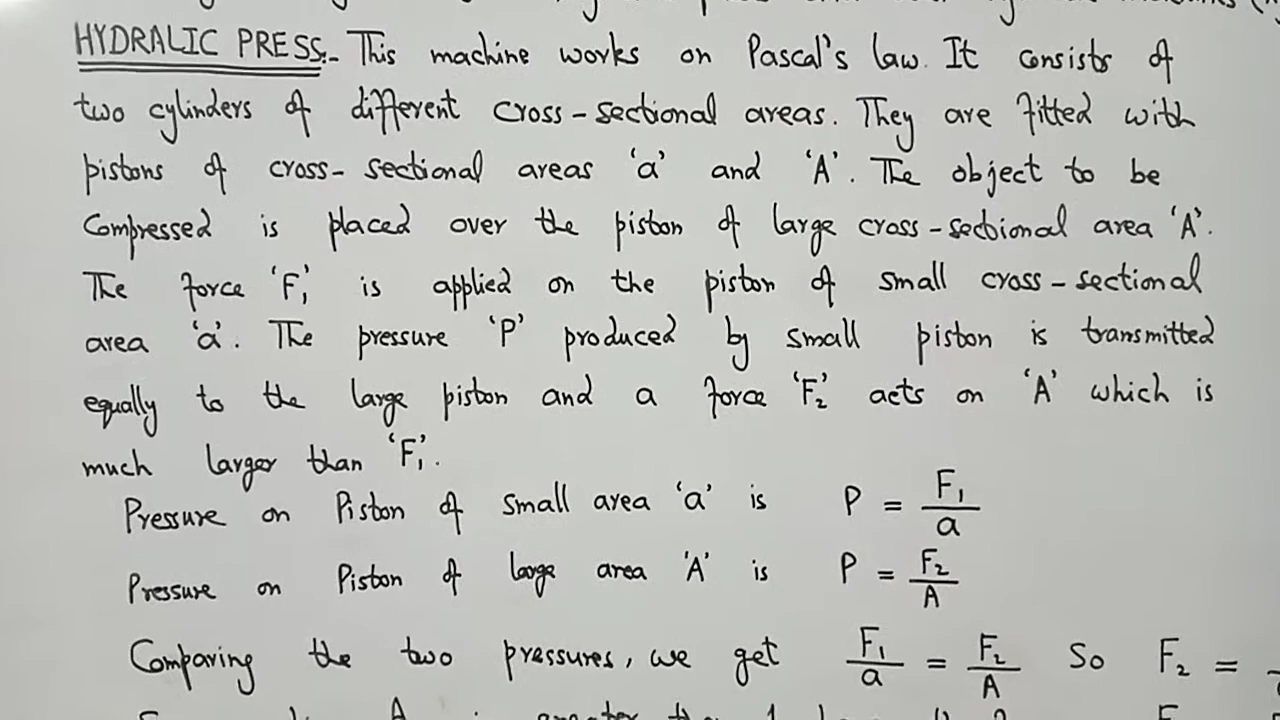 HYDRALIC PRESS:- This machine works on Pascal's law. It consists of
two cylinders of different cross-sectional areas. They are fitted with
pistons of cross-sectional areas 'a' and 'A'. The object to be
Compressed is placed over the piston of large cross-sectional area 'A'.
The force 'F₁' is applied on the piston of small cross-sectional
area 'a'. The pressure 'P' produced by small piston is transmitted
equally to the large piston and a force 'F₂' acts on 'A' which is
much larger than 'F₁'.
Pressure on Piston of small area 'a' is P = F₁/a
Pressure on Piston of large area 'A' is P = F₂/A
Comparing the two pressures, we get F₁/a = F₂/A So F₂ =